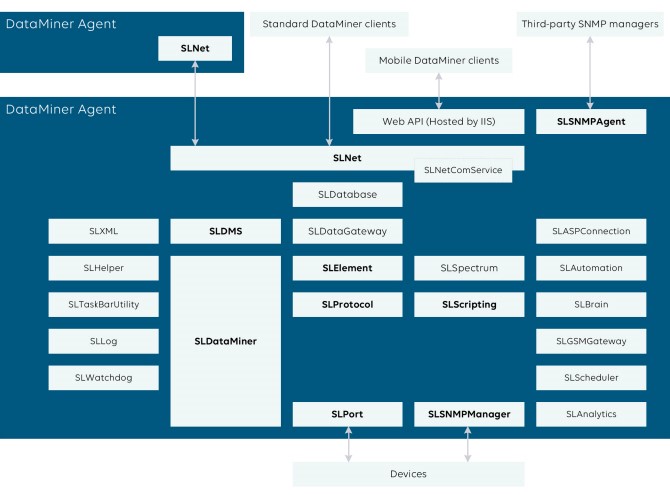 DataMiner Agent
SLNet
Standard DataMiner clients
Third-party SNMP managers
Mobile DataMiner clients
DataMiner Agent
Web API (Hosted by IIS)
SLSNMPAgent
SLNet
SLNetComService
SLDatabase
SLXML
SLDMS
SLDataGateway
SLASPConnection
SLHelper
SLElement
SLSpectrum
SLAutomation
SLTaskBarUtility
SLProtocol
SLScripting
SLBrain
SLDataMiner
SLLog
SLGSMGateway
SLWatchdog
SLScheduler
SLPort
SLSNMPManager
SLAnalytics
Devices